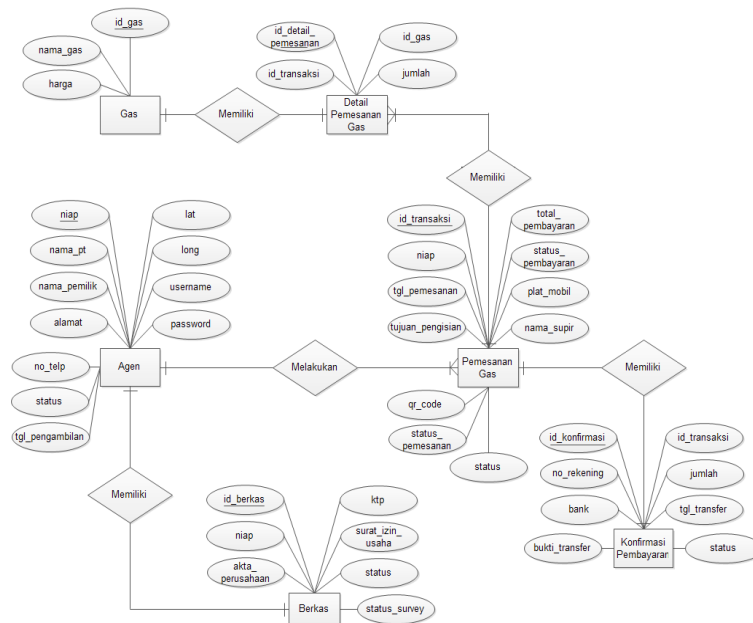 id_gas
nama_gas
harga
Gas
Memiliki
id_detail_
pemesanan
id_gas
id_transaksi
jumlah
Detail
Pemesanan
Gas
Memiliki
niap
lat
nama_pt
long
nama_pemilik
username
alamat
password
no_telp
Agen
status
tgl_pengambilan
Melakukan
id_transaksi
total_
pembayaran
niap
status_
pembayaran
tgl_pemesanan
plat_mobil
tujuan_pengisian
nama_supir
Pemesanan
Gas
qr_code
status_
pemesanan
status
Memiliki
id_konfirmasi
id_transaksi
no_rekening
jumlah
bank
tgl_transfer
bukti_transfer
Konfirmasi
Pembayaran
status
Memiliki
id_berkas
ktp
niap
surat_izin_
usaha
akta_
perusahaan
status
Berkas
status_survey